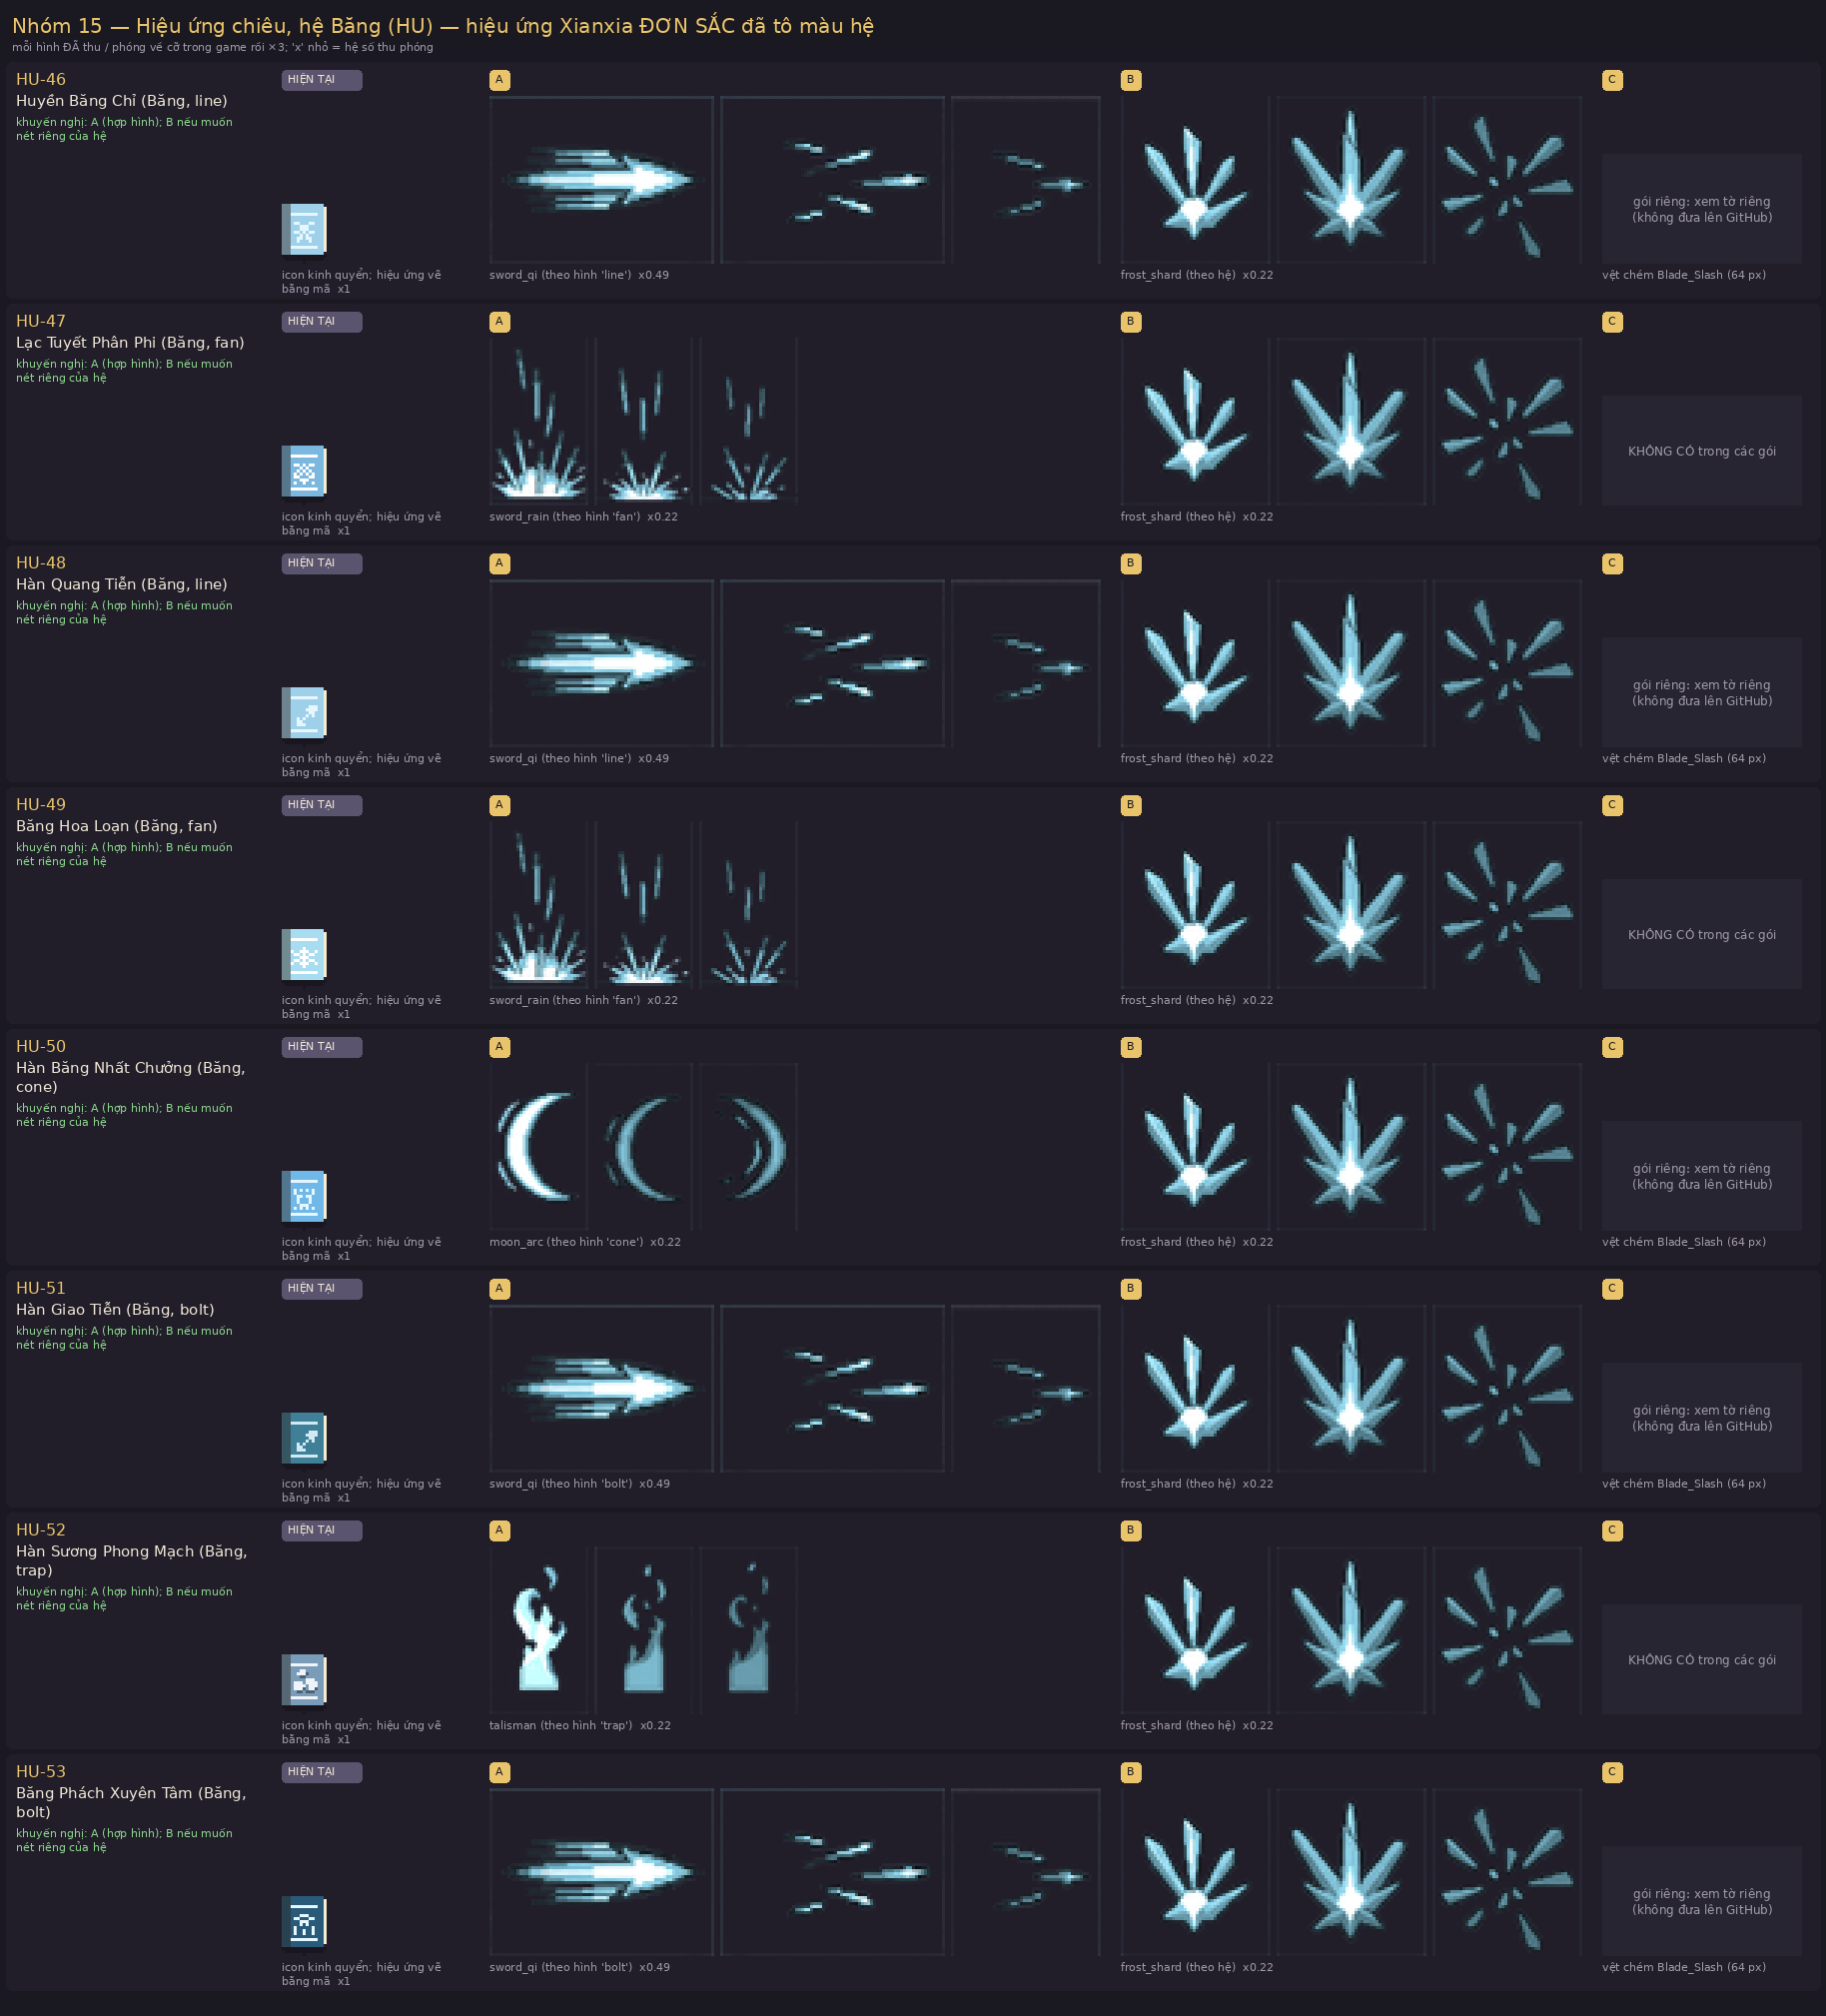 Nhóm 15 — Hiệu ứng chiêu, hệ Băng (HU) — hiệu ứng Xianxia ĐƠN SẮC đã tô màu hệ
mỗi hình ĐÃ thu / phóng về cỡ trong game rồi ×3; 'x' nhỏ = hệ số thu phóng
HU-46
Huyền Băng Chỉ (Băng, line)
khuyến nghị: A (hợp hình); B nếu muốn
nét riêng của hệ
HIỆN TẠI
icon kinh quyển; hiệu ứng vẽ
bằng mã x1
A
sword_qi (theo hình 'line') x0.49
B
frost_shard (theo hệ) x0.22
C
gói riêng: xem tờ riêng
(không đưa lên GitHub)
vệt chém Blade_Slash (64 px)
HU-47
Lạc Tuyết Phân Phi (Băng, fan)
khuyến nghị: A (hợp hình); B nếu muốn
nét riêng của hệ
HIỆN TẠI
icon kinh quyển; hiệu ứng vẽ
bằng mã x1
A
sword_rain (theo hình 'fan') x0.22
B
frost_shard (theo hệ) x0.22
C
KHÔNG CÓ trong các gói
HU-48
Hàn Quang Tiễn (Băng, line)
khuyến nghị: A (hợp hình); B nếu muốn
nét riêng của hệ
HIỆN TẠI
icon kinh quyển; hiệu ứng vẽ
bằng mã x1
A
sword_qi (theo hình 'line') x0.49
B
frost_shard (theo hệ) x0.22
C
gói riêng: xem tờ riêng
(không đưa lên GitHub)
vệt chém Blade_Slash (64 px)
HU-49
Băng Hoa Loạn (Băng, fan)
khuyến nghị: A (hợp hình); B nếu muốn
nét riêng của hệ
HIỆN TẠI
icon kinh quyển; hiệu ứng vẽ
bằng mã x1
A
sword_rain (theo hình 'fan') x0.22
B
frost_shard (theo hệ) x0.22
C
KHÔNG CÓ trong các gói
HU-50
Hàn Băng Nhất Chưởng (Băng,
cone)
khuyến nghị: A (hợp hình); B nếu muốn
nét riêng của hệ
HIỆN TẠI
icon kinh quyển; hiệu ứng vẽ
bằng mã x1
A
moon_arc (theo hình 'cone') x0.22
B
frost_shard (theo hệ) x0.22
C
gói riêng: xem tờ riêng
(không đưa lên GitHub)
vệt chém Blade_Slash (64 px)
HU-51
Hàn Giao Tiễn (Băng, bolt)
khuyến nghị: A (hợp hình); B nếu muốn
nét riêng của hệ
HIỆN TẠI
icon kinh quyển; hiệu ứng vẽ
bằng mã x1
A
sword_qi (theo hình 'bolt') x0.49
B
frost_shard (theo hệ) x0.22
C
gói riêng: xem tờ riêng
(không đưa lên GitHub)
vệt chém Blade_Slash (64 px)
HU-52
Hàn Sương Phong Mạch (Băng,
trap)
khuyến nghị: A (hợp hình); B nếu muốn
nét riêng của hệ
HIỆN TẠI
icon kinh quyển; hiệu ứng vẽ
bằng mã x1
A
talisman (theo hình 'trap') x0.22
B
frost_shard (theo hệ) x0.22
C
KHÔNG CÓ trong các gói
HU-53
Băng Phách Xuyên Tâm (Băng,
bolt)
khuyến nghị: A (hợp hình); B nếu muốn
nét riêng của hệ
HIỆN TẠI
icon kinh quyển; hiệu ứng vẽ
bằng mã x1
A
sword_qi (theo hình 'bolt') x0.49
B
frost_shard (theo hệ) x0.22
C
gói riêng: xem tờ riêng
(không đưa lên GitHub)
vệt chém Blade_Slash (64 px)